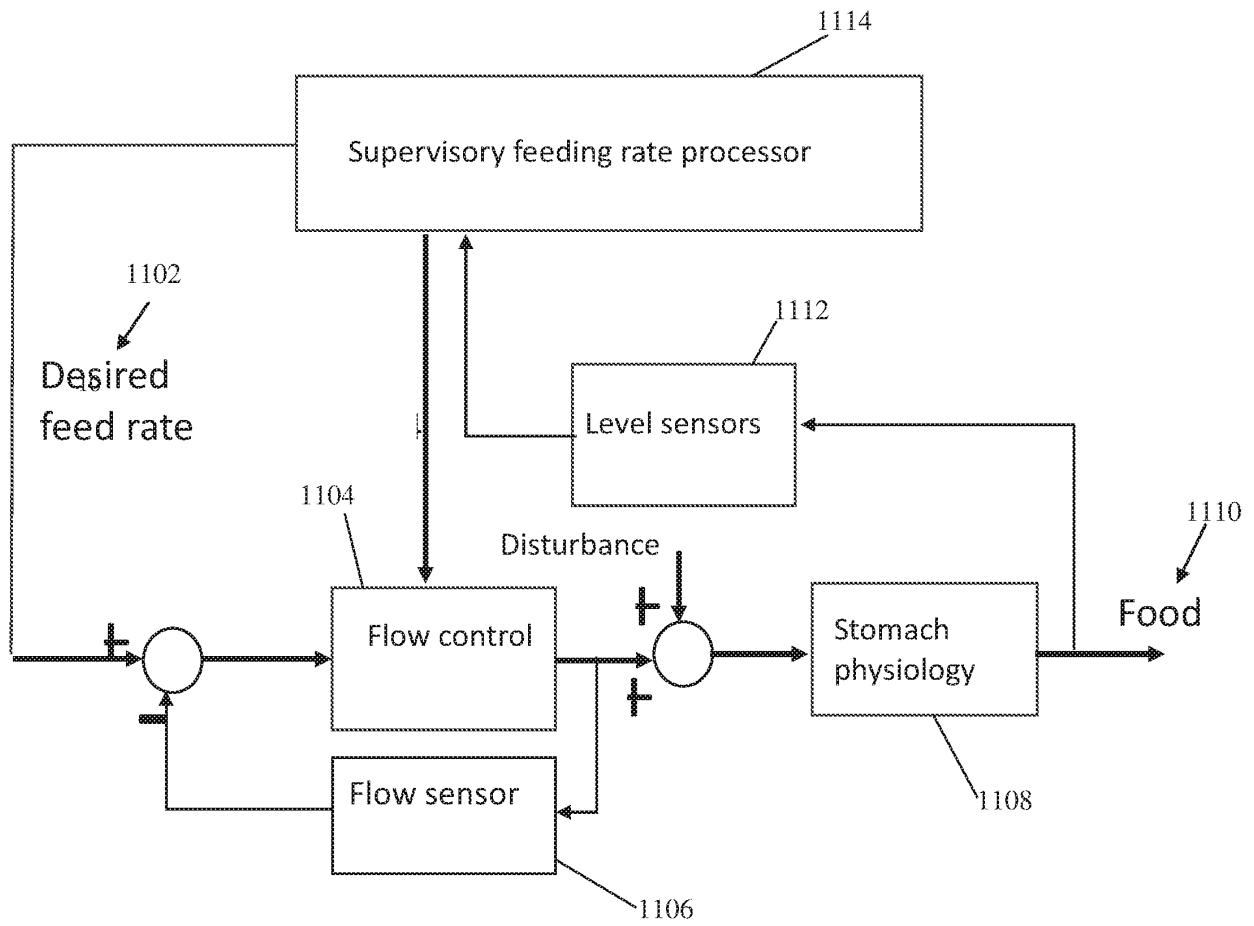 1114
Supervisory feeding rate processor
1102
Desired
feed rate
1112
Level sensors
1104
1110
Disturbance
Food
+
+
Flow control
Stomach
physiology
+
−
Flow sensor
1108
1106